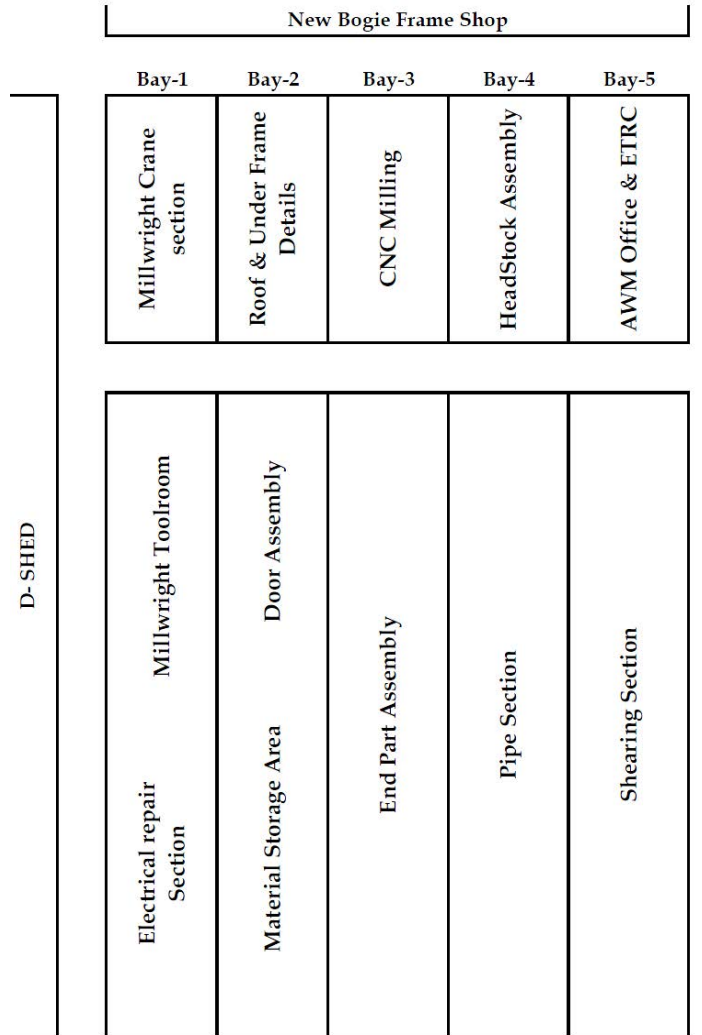 New Bogie Frame Shop
Bay-1 Bay-2 Bay-3 Bay-4 Bay-5
Millwright Crane
section
Roof & Under Frame
Details
CNC Milling
HeadStock Assembly
AWM Office & ETRC
D- SHED
Millwright Toolroom
Electrical repair
Section
Door Assembly
Material Storage Area
End Part Assembly
Pipe Section
Shearing Section